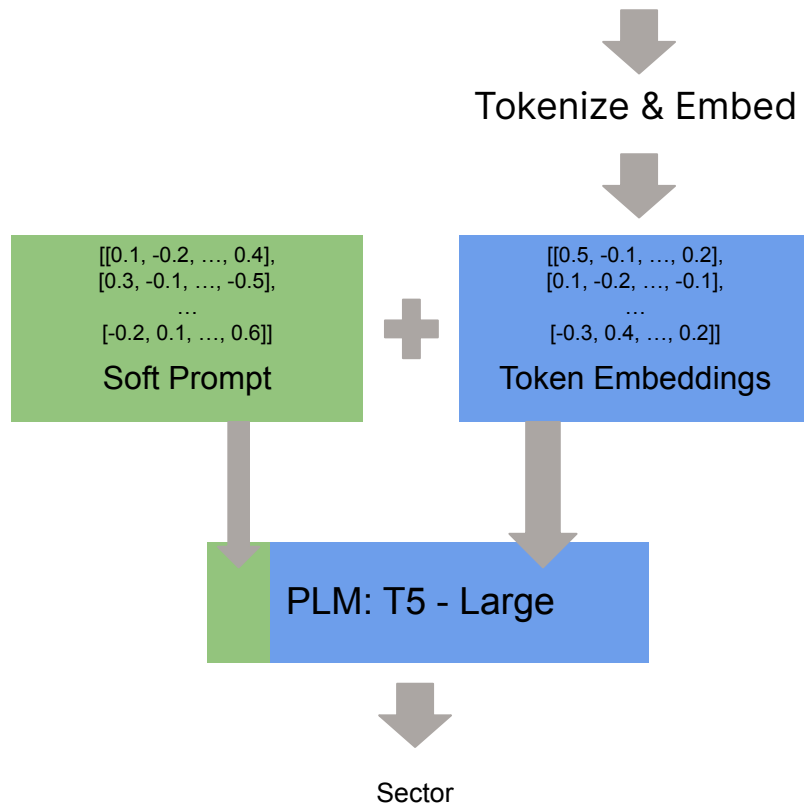 Tokenize & Embed
[[0.1, -0.2, …, 0.4],
[0.3, -0.1, …, -0.5],
…
[-0.2, 0.1, …, 0.6]]
Soft Prompt
[[0.5, -0.1, …, 0.2],
[0.1, -0.2, …, -0.1],
…
[-0.3, 0.4, …, 0.2]]
Token Embeddings
PLM: T5 - Large
Sector